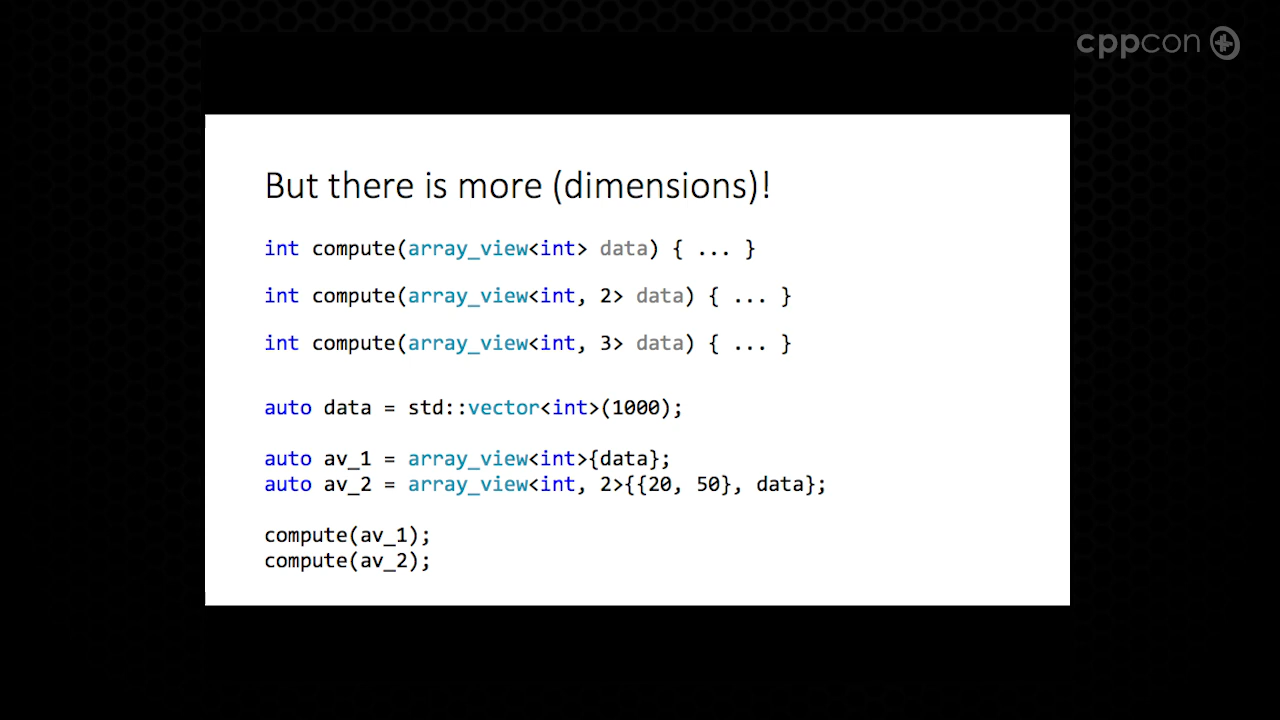 cppcon
But there is more (dimensions)!
int compute(array_view<int> data) { ... }
int compute(array_view<int, 2> data) { ... }
int compute(array_view<int, 3> data) { ... }
auto data = std::vector<int>(1000);
auto av_1 = array_view<int>{data};
auto av_2 = array_view<int, 2>{{20, 50}, data};
compute(av_1);
compute(av_2);